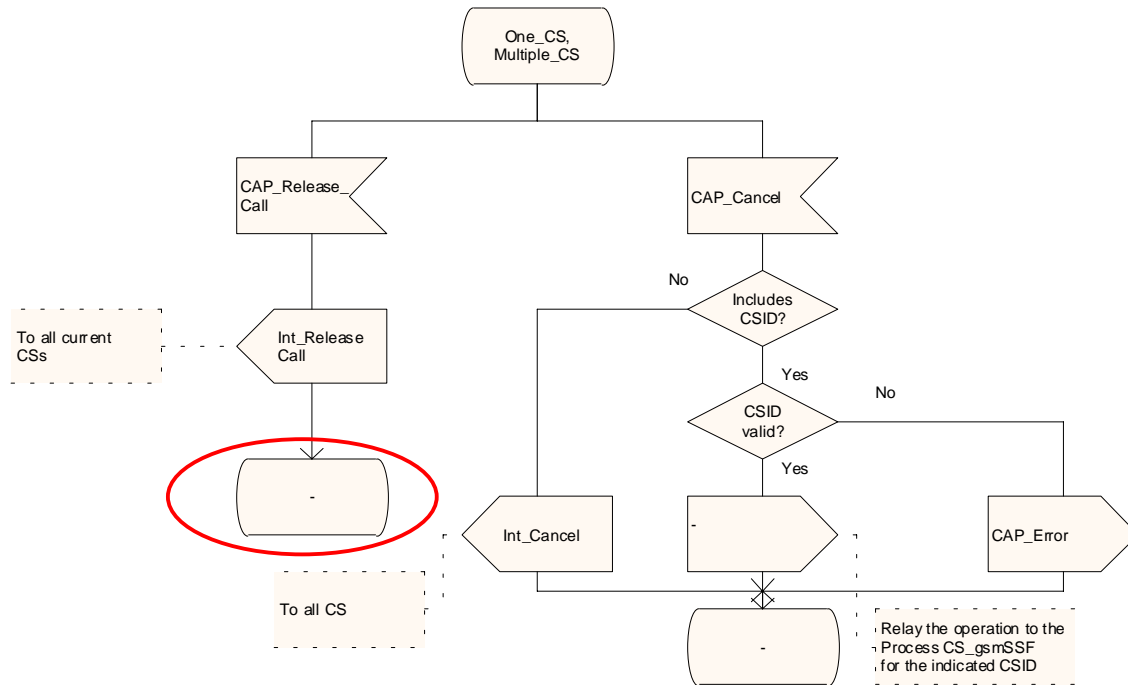 One_CS,
Multiple_CS
CAP_Release_
Call
CAP_Cancel
No
Includes
CSID?
To all current
CSs
Int_Release
Call
Yes
No
CSID
valid?
Yes
-
Int_Cancel
-
CAP_Error
To all CS
-
Relay the operation to the
Process CS_gsmSSF
for the indicated CSID